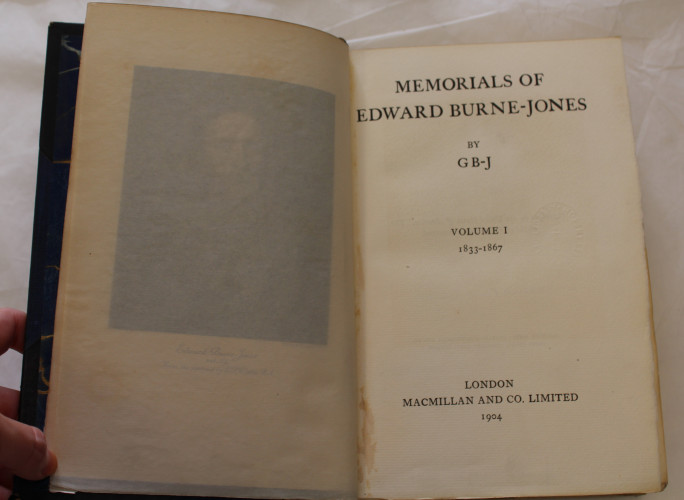 MEMORIALS OF
EDWARD BURNE-JONES
BY
G B-J
VOLUME I
1833-1867
LONDON
MACMILLAN AND CO. LIMITED
1904